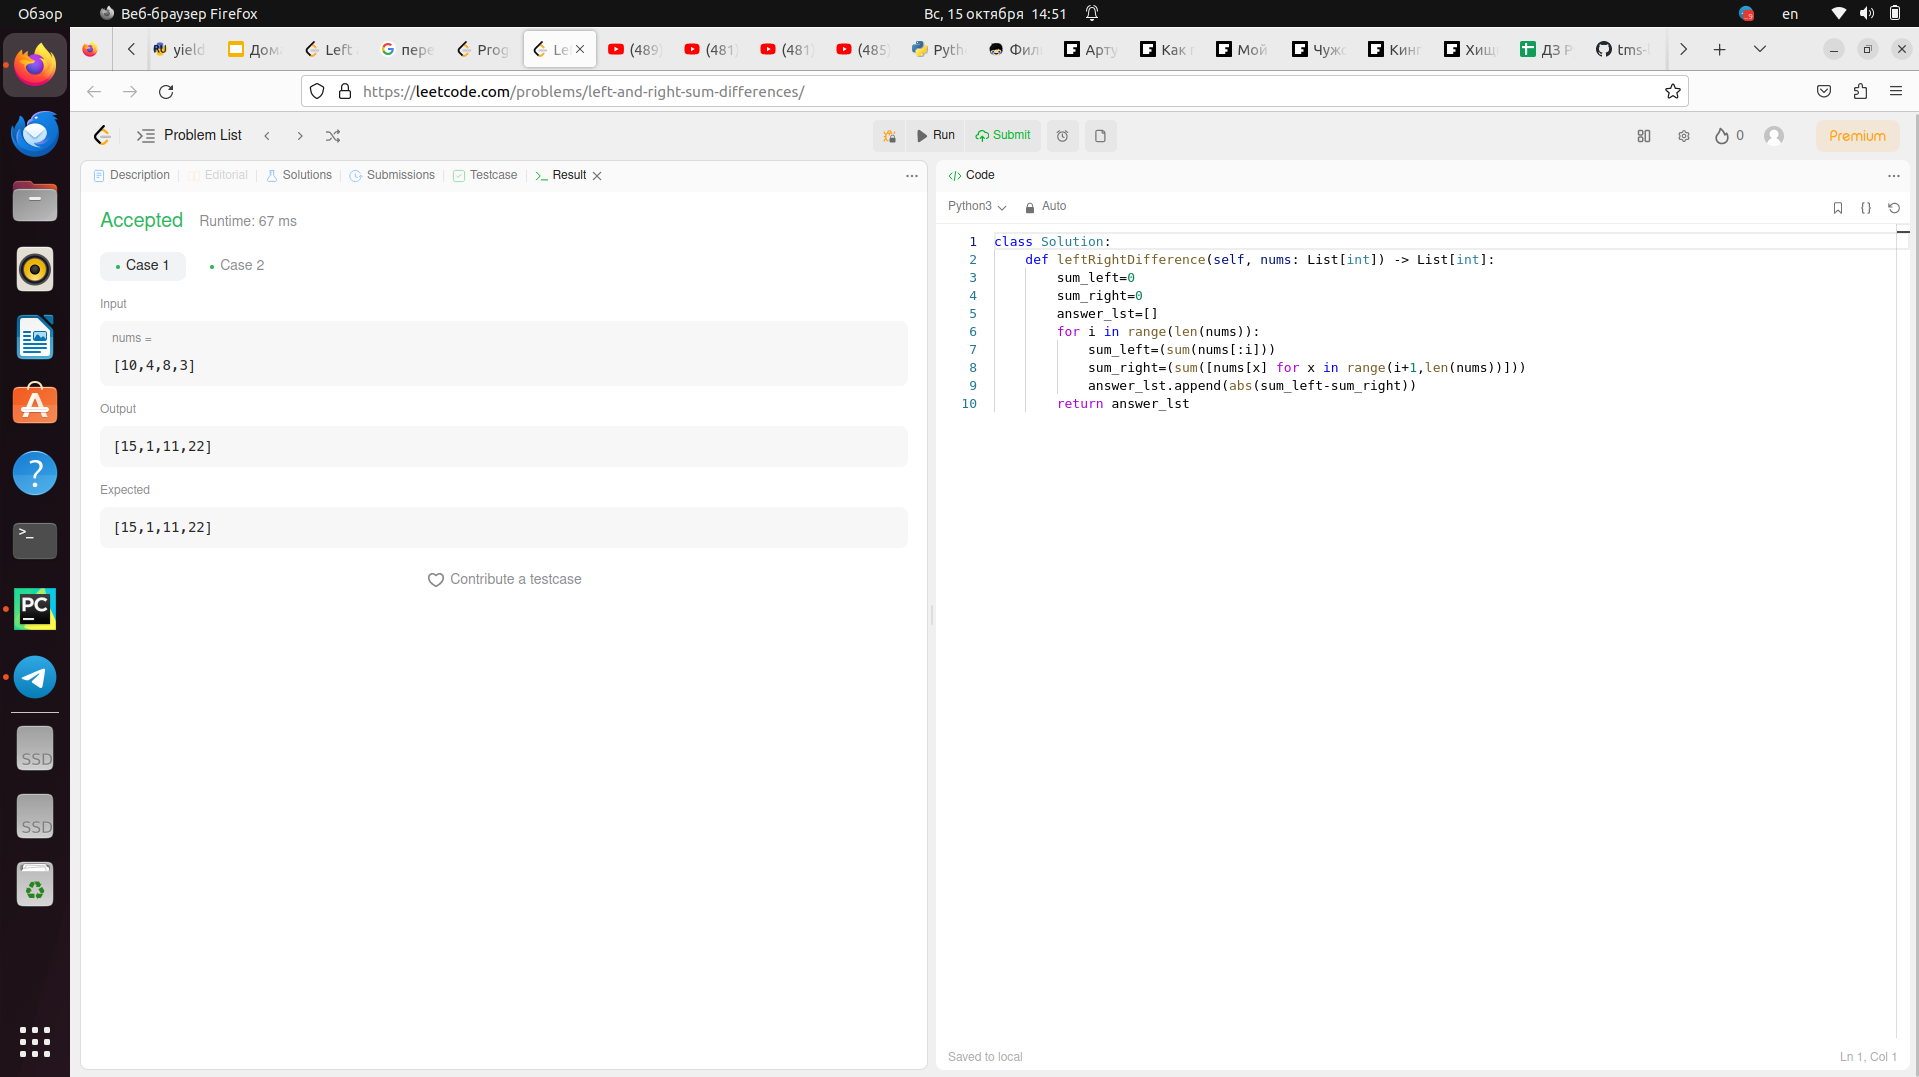 Обзор
Веб-браузер Firefox
Вс, 15 октября 14:51
en
yield
Дом
Left
пере
Prog
Le
(489)
(481)
(481)
(485)
Pyth
Фил
Арту
Как
Мой
Чужо
Кинг
Хищ
ДЗ Р
tms-
https://leetcode.com/problems/left-and-right-sum-differences/
Problem List
Run
Submit
0
Premium
Description
Editorial
Solutions
Submissions
Testcase
Result
Accepted
Runtime: 67 ms
Case 1
Case 2
Input
nums =
[10,4,8,3]
Output
[15,1,11,22]
Expected
[15,1,11,22]
Contribute a testcase
Code
Python3
Auto
1 class Solution:
2 def leftRightDifference(self, nums: List[int]) -> List[int]:
3 sum_left=0
4 sum_right=0
5 answer_lst=[]
6 for i in range(len(nums)):
7 sum_left=(sum(nums[:i]))
8 sum_right=(sum([nums[x] for x in range(i+1,len(nums))]))
9 answer_lst.append(abs(sum_left-sum_right))
10 return answer_lst
Saved to local
Ln 1, Col 1
>_
PC
SSD
SSD